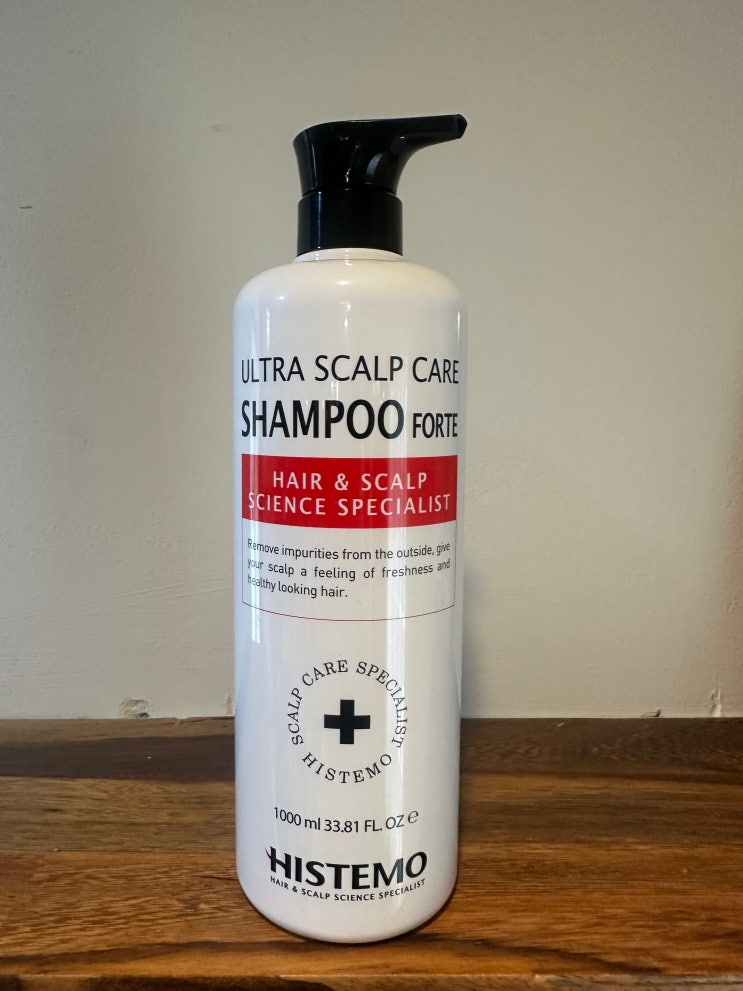 ULTRA SCALP CARE
SHAMPOO FORTE
HAIR & SCALP
SCIENCE SPECIALIST
Remove impurities from the outside, give
your scalp a feeling of freshness and
healthy looking hair.
SCALP CARE SPECIALIST
HISTEMO
1000 ml 33.81 FL. OZ ℮
HISTEMO
HAIR & SCALP SCIENCE SPECIALIST